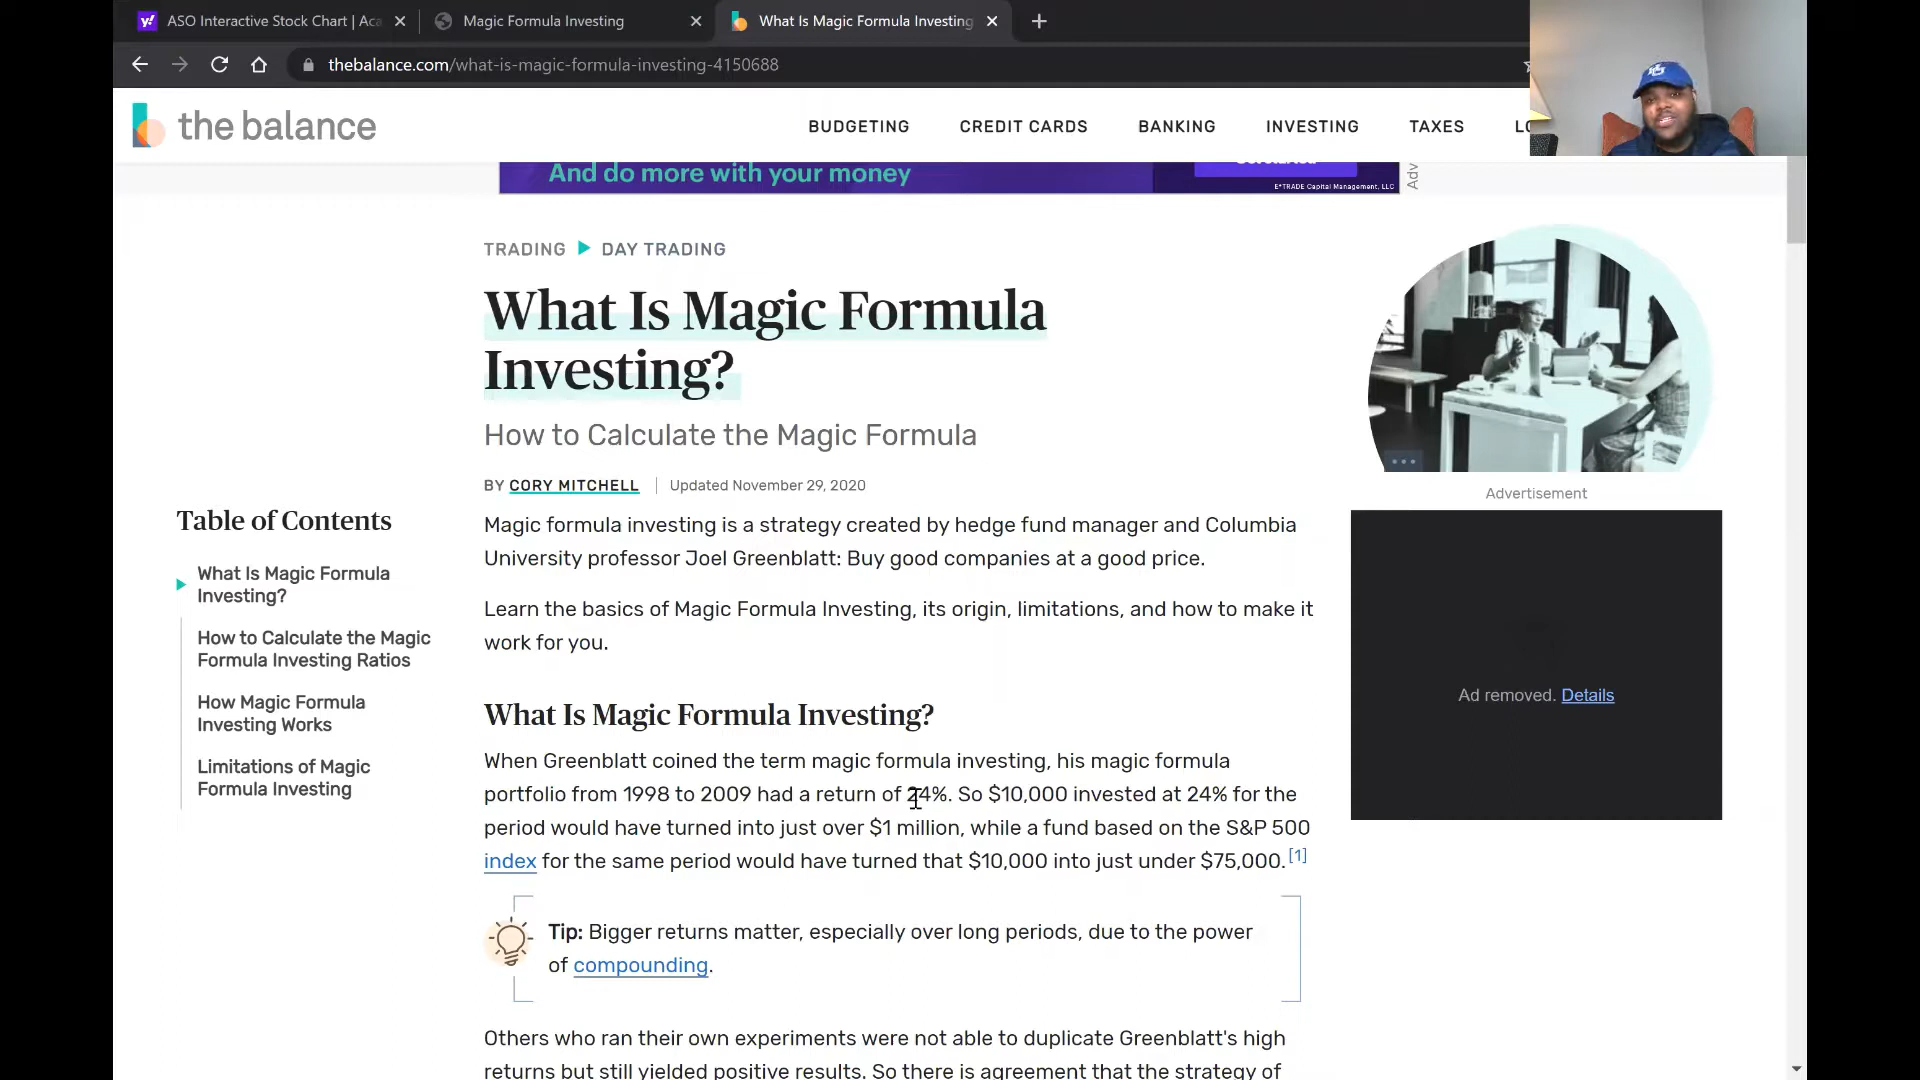 ASO Interactive Stock Chart | Aca
Magic Formula Investing
What Is Magic Formula Investing
thebalance.com/what-is-magic-formula-investing-4150688
the balance
BUDGETING
CREDIT CARDS
BANKING
INVESTING
TAXES
LO
And do more with your money
E*TRADE Capital Management, LLC
Adv
TRADING
DAY TRADING
What Is Magic Formula
Investing?
How to Calculate the Magic Formula
BY CORY MITCHELL
Updated November 29, 2020
Advertisement
Ad removed. Details
Table of Contents
What Is Magic Formula
Investing?
How to Calculate the Magic
Formula Investing Ratios
How Magic Formula
Investing Works
Limitations of Magic
Formula Investing
Magic formula investing is a strategy created by hedge fund manager and Columbia
University professor Joel Greenblatt: Buy good companies at a good price.
Learn the basics of Magic Formula Investing, its origin, limitations, and how to make it
work for you.
What Is Magic Formula Investing?
When Greenblatt coined the term magic formula investing, his magic formula
portfolio from 1998 to 2009 had a return of 24%. So $10,000 invested at 24% for the
period would have turned into just over $1 million, while a fund based on the S&P 500
index for the same period would have turned that $10,000 into just under $75,000. [1]
Tip: Bigger returns matter, especially over long periods, due to the power
of compounding.
Others who ran their own experiments were not able to duplicate Greenblatt's high
returns but still yielded positive results. So there is agreement that the strategy of